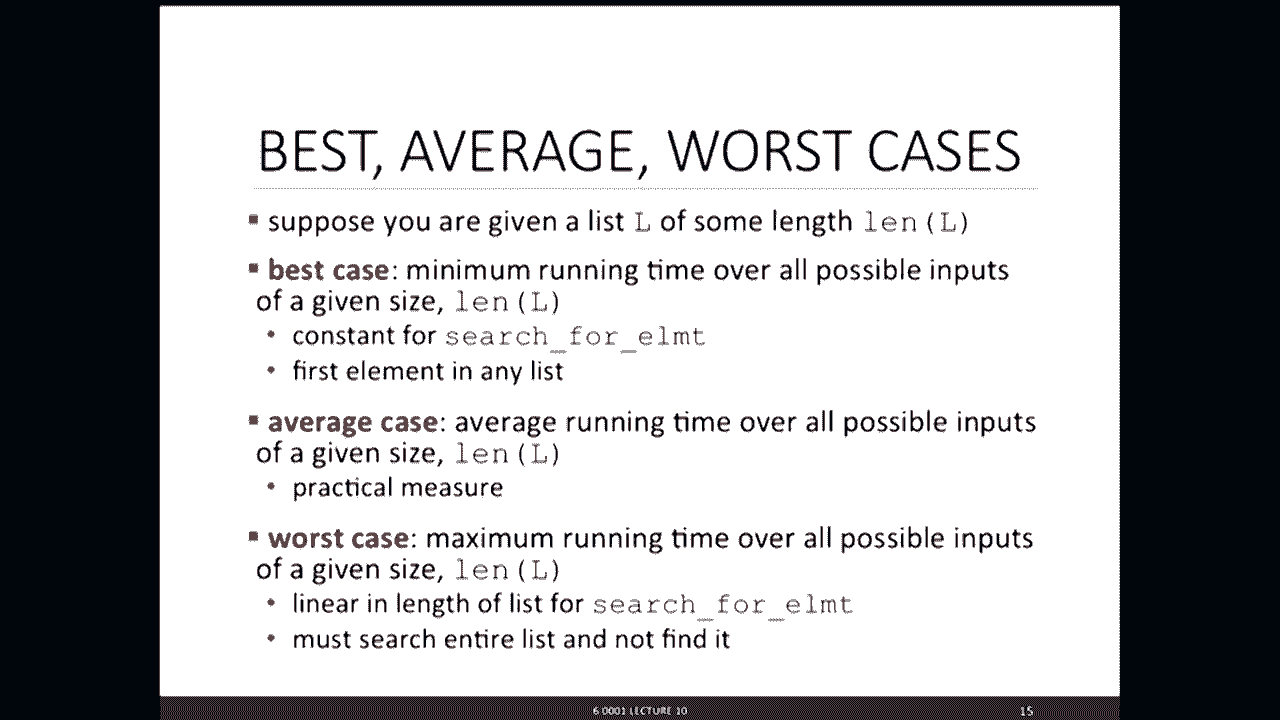 BEST, AVERAGE, WORST CASES
▪ suppose you are given a list L of some length len(L)
▪ best case: minimum running time over all possible inputs
of a given size, len(L)
• constant for search_for_elmt
• first element in any list
▪ average case: average running time over all possible inputs
of a given size, len(L)
• practical measure
▪ worst case: maximum running time over all possible inputs
of a given size, len(L)
• linear in length of list for search_for_elmt
• must search entire list and not find it
6.0001 LECTURE 10
15